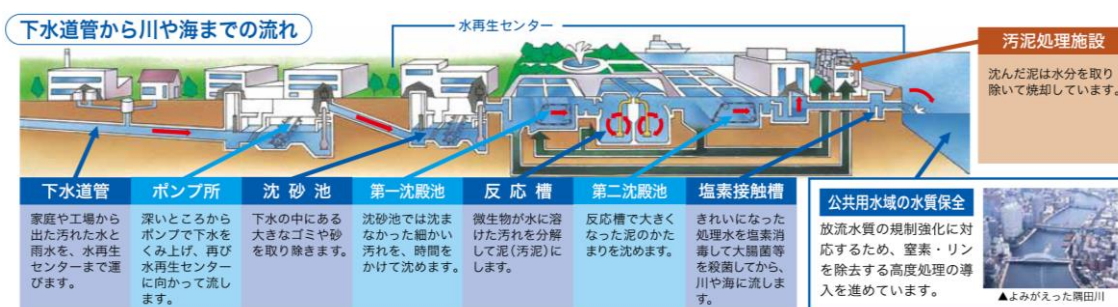 下水道管から川や海までの流れ
水再生センター
汚泥処理施設
沈んだ泥は水分を取り
除いて焼却しています。
下水道管
家庭や工場から
出た汚れた水と
雨水を、水再生
センターまで運
びます。
ポンプ所
深いところから
ポンプで下水を
くみ上げ、再び
水再生センター
に向かって流し
ます。
沈砂池
下水の中にある
大きなゴミや砂
を取り除きます。
第一沈殿池
沈砂池では沈ま
なかった細かい
汚れを、時間を
かけて沈めます。
反応槽
微生物が水に溶
けた汚れを分解
して泥(汚泥)に
します。
第二沈殿池
反応槽で大きく
なった泥のかた
まりを沈めます。
塩素接触槽
きれいになった
処理水を塩素消
毒して大腸菌等
を殺菌してから、
川や海に流しま
す。
公共用水域の水質保全
放流水質の規制強化に対
応するため、窒素・リン
を除去する高度処理の導
入を進めています。
▲よみがえった隅田川